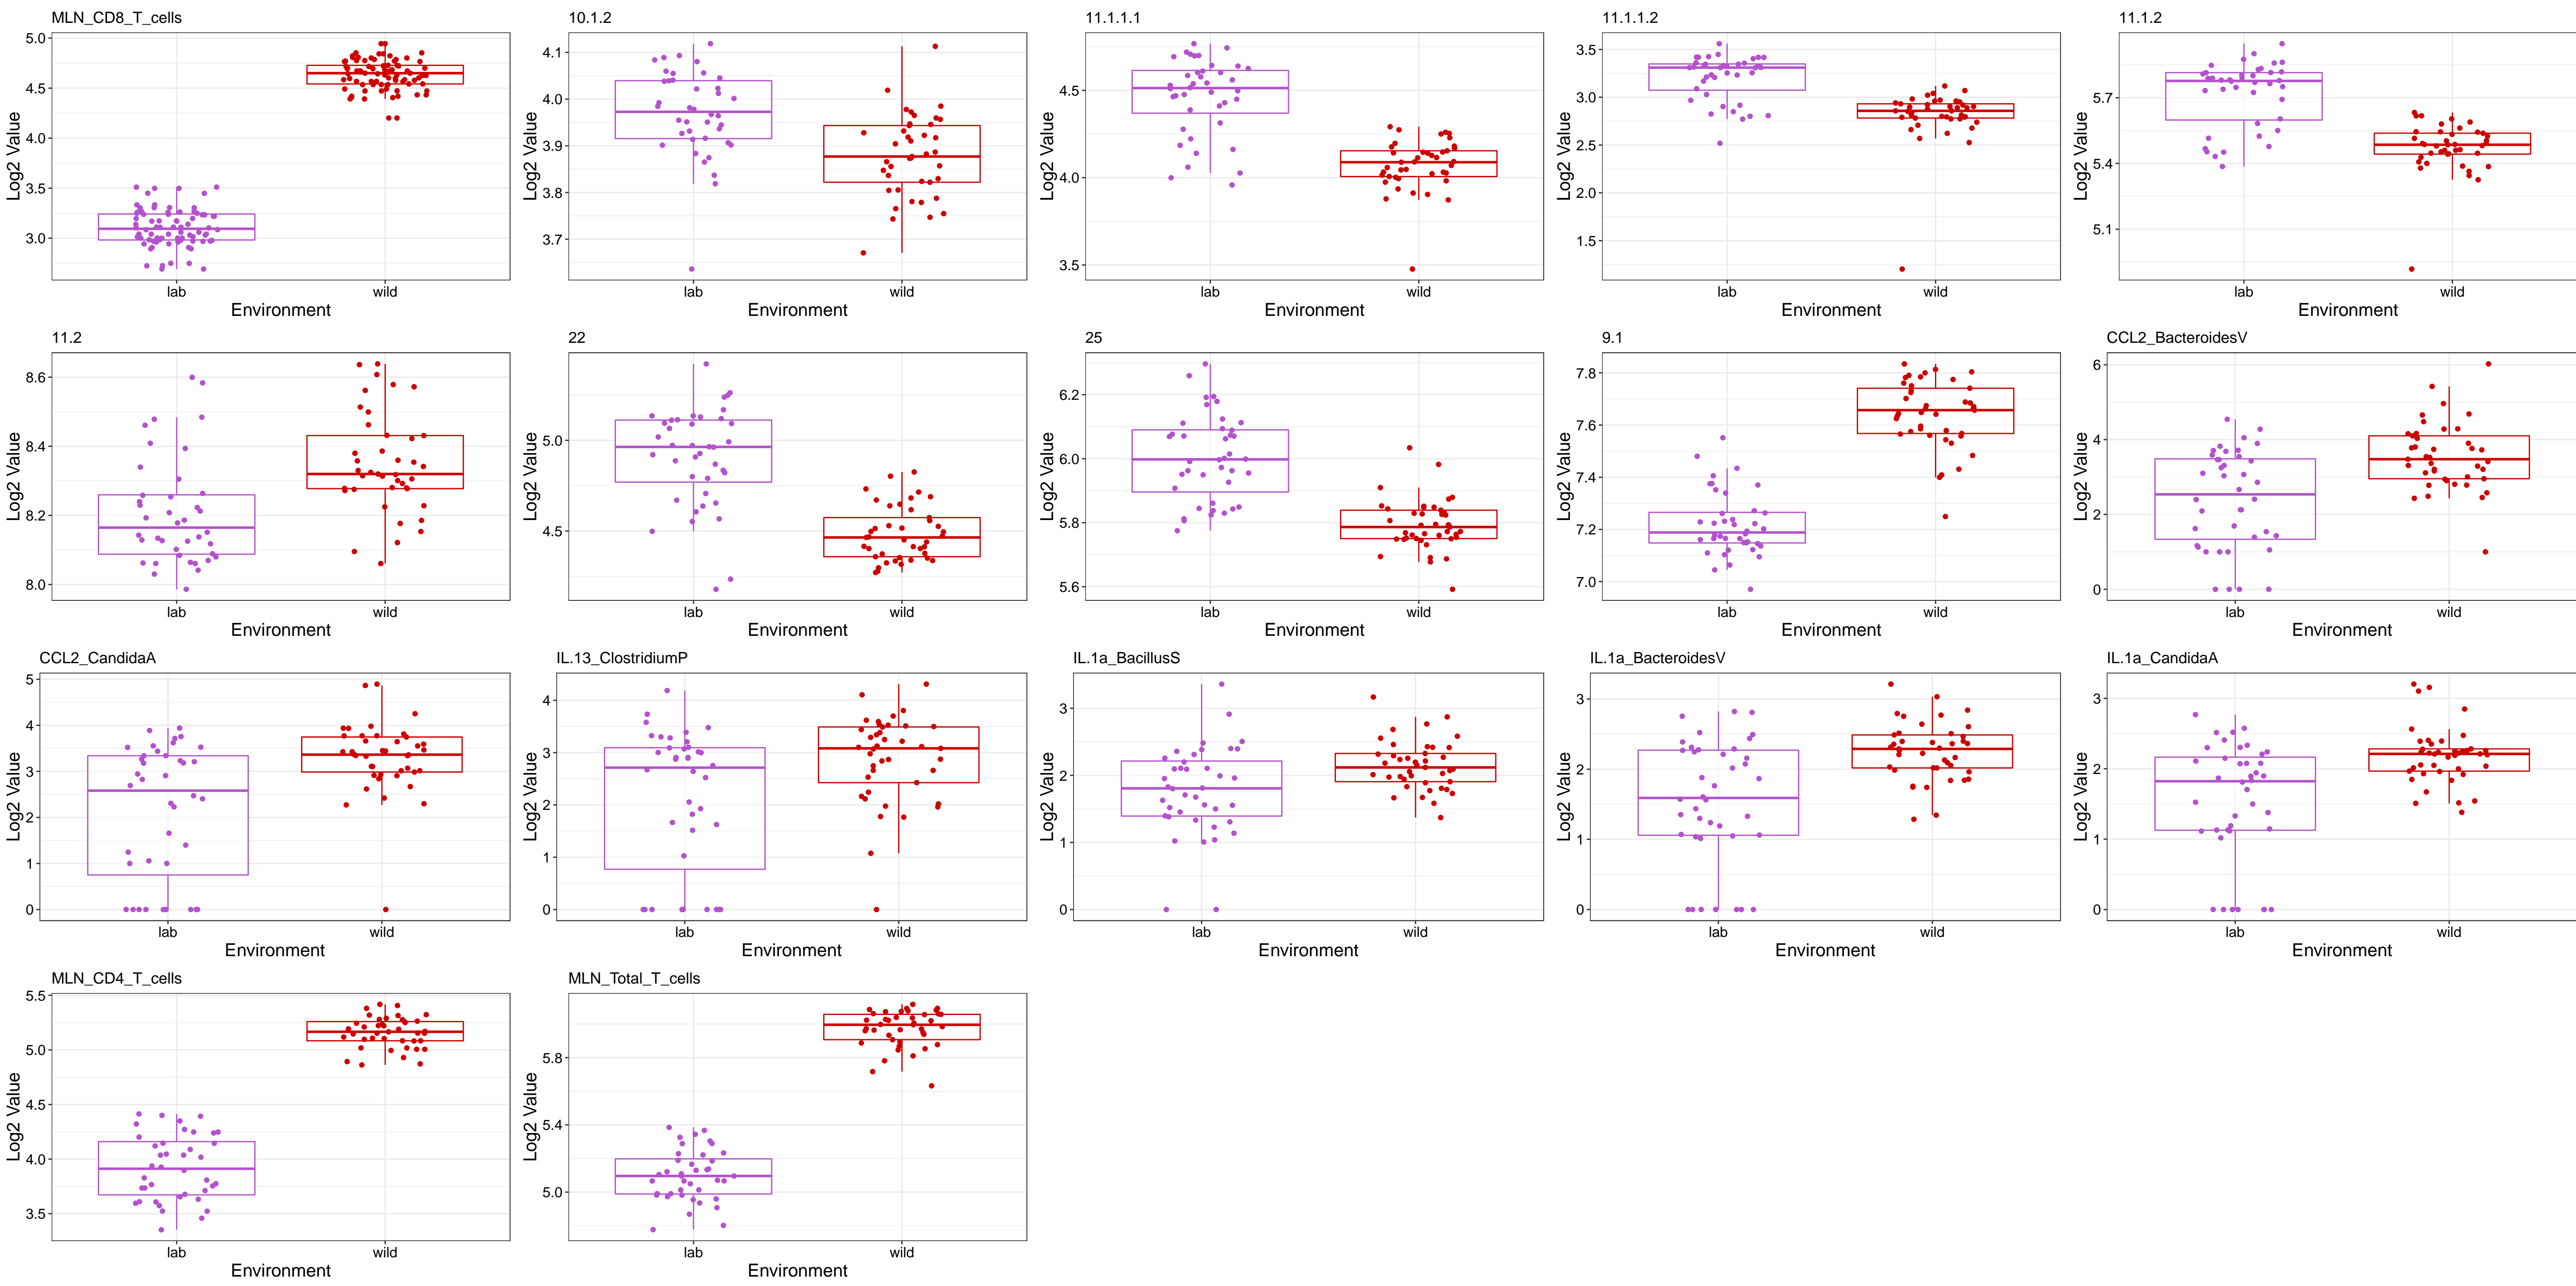 MLN_CD8_T_cells
10.1.2
11.1.1.1
11.1.1.2
11.1.2
Log2 Value
5.0
4.5
4.0
3.5
3.0
lab
wild
Environment
Log2 Value
4.1
4.0
3.9
3.8
3.7
lab
wild
Environment
Log2 Value
4.5
4.0
3.5
lab
wild
Environment
Log2 Value
3.5
3.0
2.5
2.0
1.5
lab
wild
Environment
Log2 Value
5.7
5.4
5.1
lab
wild
Environment
11.2
22
25
9.1
CCL2_BacteroidesV
Log2 Value
8.6
8.4
8.2
8.0
lab
wild
Environment
Log2 Value
5.0
4.5
lab
wild
Environment
Log2 Value
6.2
6.0
5.8
5.6
lab
wild
Environment
Log2 Value
7.8
7.6
7.4
7.2
7.0
lab
wild
Environment
Log2 Value
6
4
2
0
lab
wild
Environment
CCL2_CandidaA
IL.13_ClostridiumP
IL.1a_BacillusS
IL.1a_BacteroidesV
IL.1a_CandidaA
Log2 Value
5
4
3
2
1
0
lab
wild
Environment
Log2 Value
4
3
2
1
0
lab
wild
Environment
Log2 Value
3
2
1
0
lab
wild
Environment
Log2 Value
3
2
1
0
lab
wild
Environment
Log2 Value
3
2
1
0
lab
wild
Environment
MLN_CD4_T_cells
MLN_Total_T_cells
Log2 Value
5.5
5.0
4.5
4.0
3.5
lab
wild
Environment
Log2 Value
5.8
5.4
5.0
lab
wild
Environment